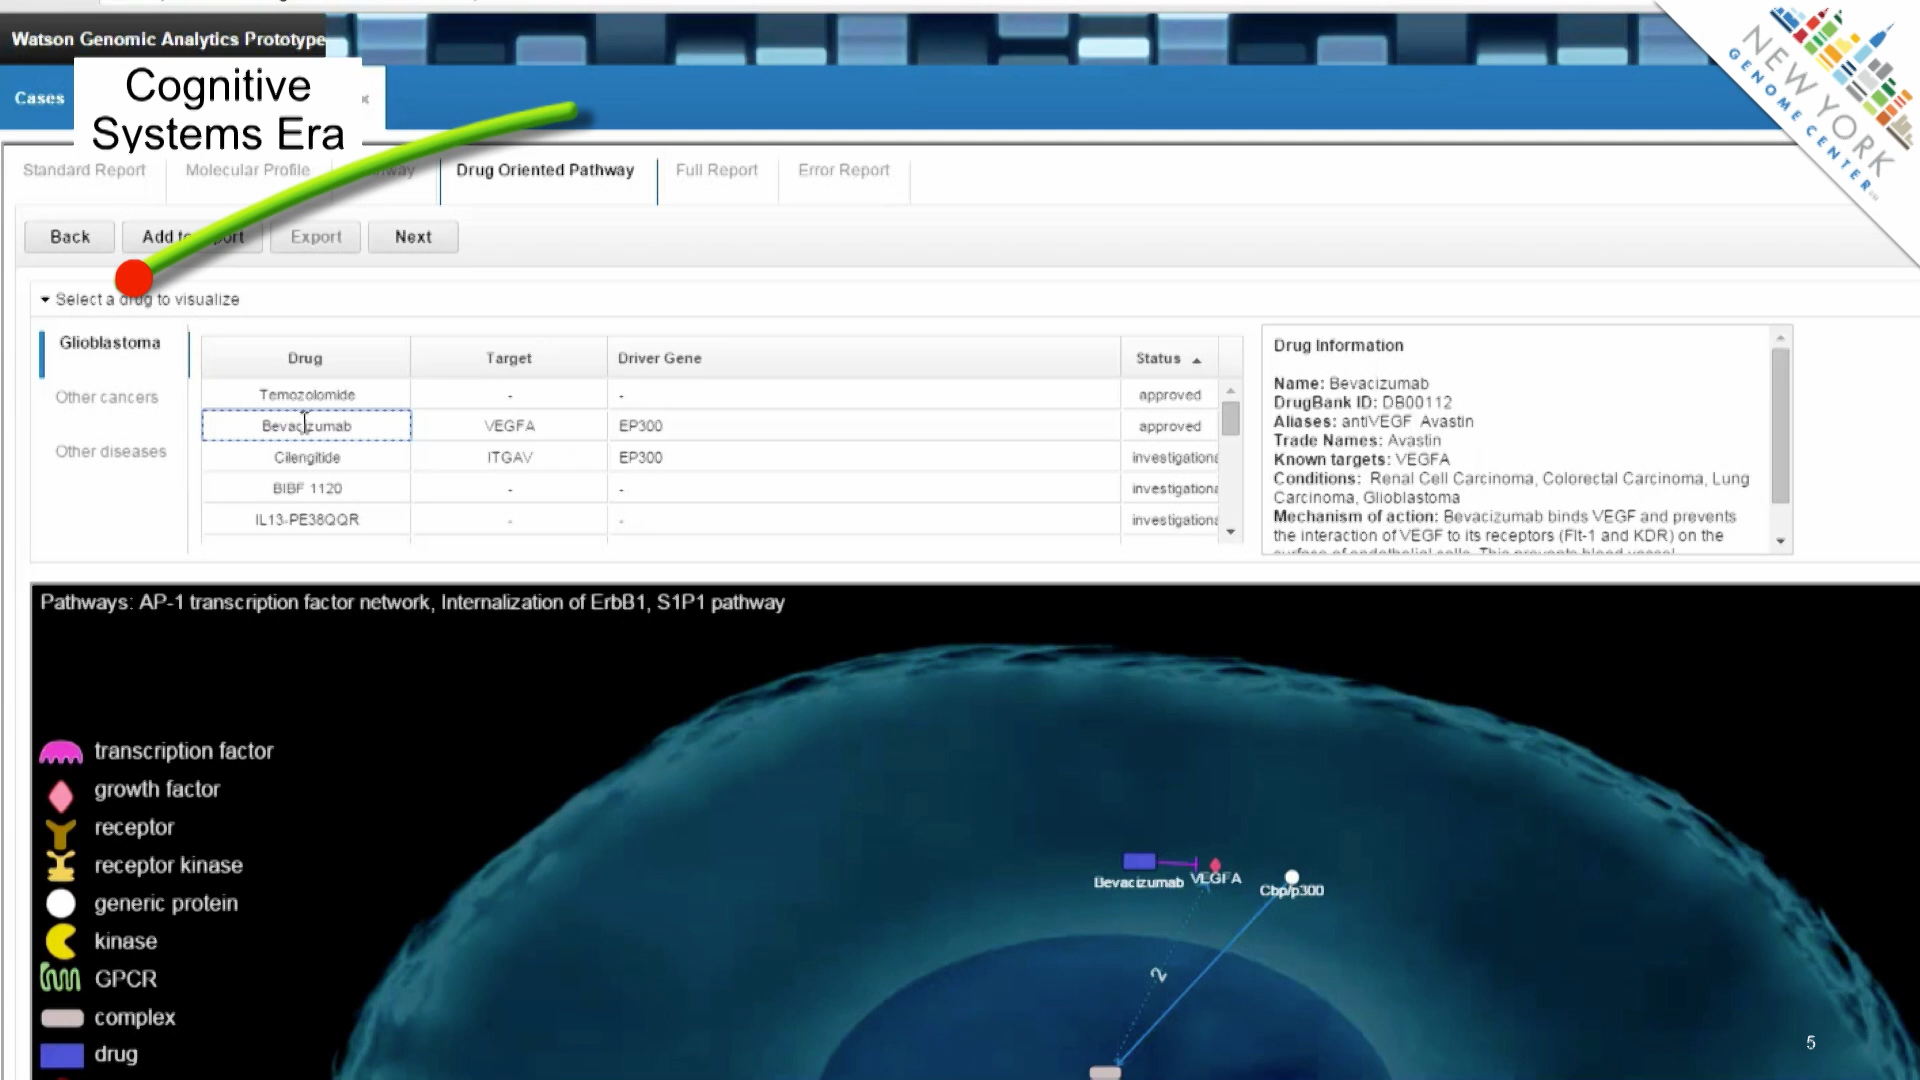 Watson Genomic Analytics Prototype
Cases
Cognitive
Systems Era
x
NEW YORK
GENOME CENTER
Standard Report
Molecular Profile
Drug Oriented Pathway
Full Report
Error Report
Back
Export
Next
Select a drug to visualize
Glioblastoma
Other cancers
Other diseases
Drug Target Driver Gene Status
Temozolomide - - approved
Bevacizumab VEGFA EP300 approved
Cilengitide ITGAV EP300 investigationa
BIBF 1120 - - investigationa
IL13-PE38QQR - - investigationa
Drug Information
Name: Bevacizumab
DrugBank ID: DB00112
Aliases: antiVEGF Avastin
Trade Names: Avastin
Known targets: VEGFA
Conditions: Renal Cell Carcinoma, Colorectal Carcinoma, Lung
Carcinoma, Glioblastoma
Mechanism of action: Bevacizumab binds VEGF and prevents
the interaction of VEGF to its receptors (Flt-1 and KDR) on the
Pathways: AP-1 transcription factor network, Internalization of ErbB1, S1P1 pathway
transcription factor
growth factor
receptor
receptor kinase
generic protein
kinase
GPCR
complex
drug
Bevacizumab
VEGFA
Cbp/p300
2
5